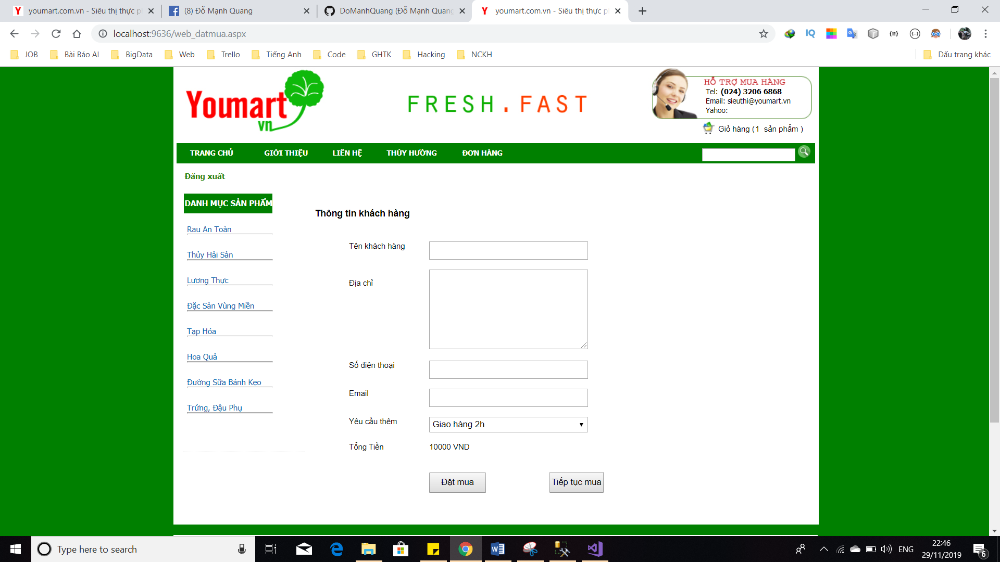 youmart.com.vn - Siêu thị thực p
(8) Đỗ Mạnh Quang
DoManhQuang (Đỗ Mạnh Quang
youmart.com.vn - Siêu thị thực p
localhost:9636/web_datmua.aspx
JOB
Bài Báo AI
BigData
Web
Trello
Tiếng Anh
Code
GHTK
Hacking
NCKH
Dấu trang khác
Youmart
vn
FRESH.FAST
HỖ TRỢ MUA HÀNG
Tel: (024) 3206 6868
Email: sieuthi@youmart.vn
Yahoo:
Giỏ hàng (1 sản phẩm )
TRANG CHỦ
GIỚI THIỆU
LIÊN HỆ
THÚY HƯỜNG
ĐƠN HÀNG
Đăng xuất
DANH MỤC SẢN PHẨM
Rau An Toàn
Thủy Hải Sản
Lương Thực
Đặc Sản Vùng Miền
Tạp Hóa
Hoa Quả
Đường Sữa Bánh Kẹo
Trứng, Đậu Phụ
Thông tin khách hàng
Tên khách hàng
Địa chỉ
Số điện thoại
Email
Yêu cầu thêm
Giao hàng 2h
Tổng Tiền
10000 VND
Đặt mua
Tiếp tục mua
Type here to search
ENG
22:46
29/11/2019
6